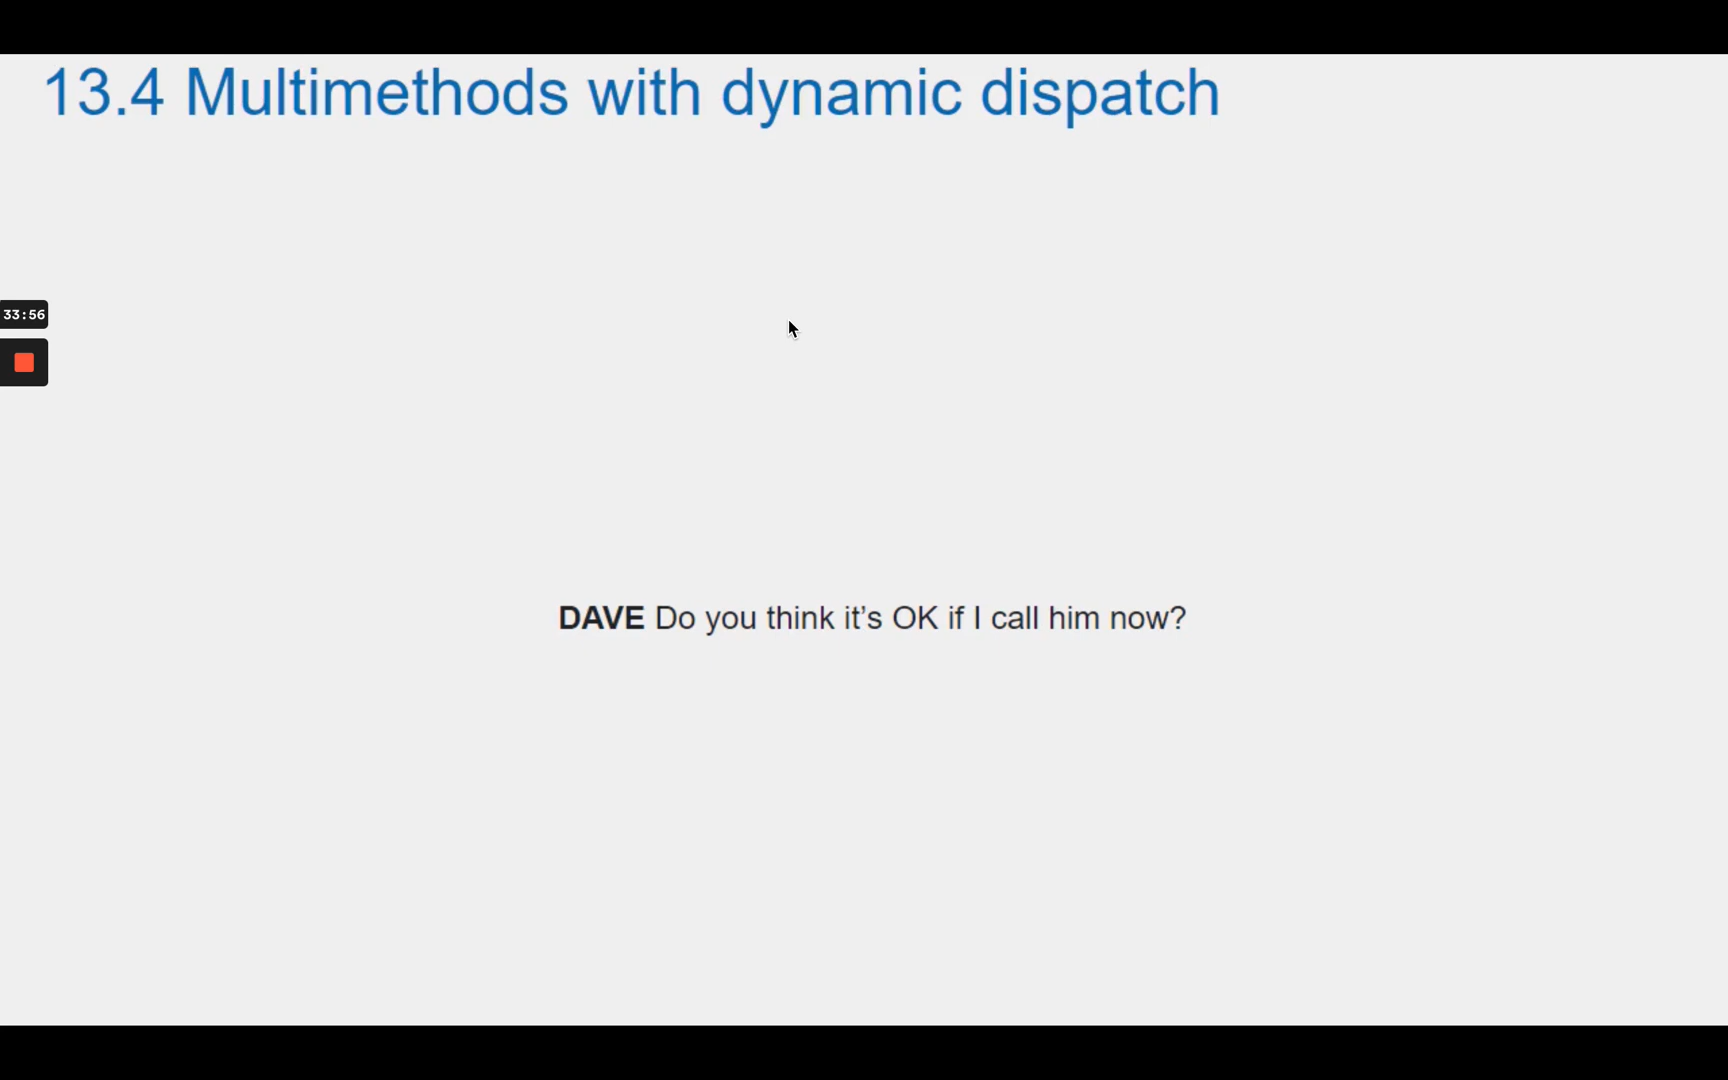 13.4 Multimethods with dynamic dispatch
33:56
DAVE Do you think it’s OK if I call him now?